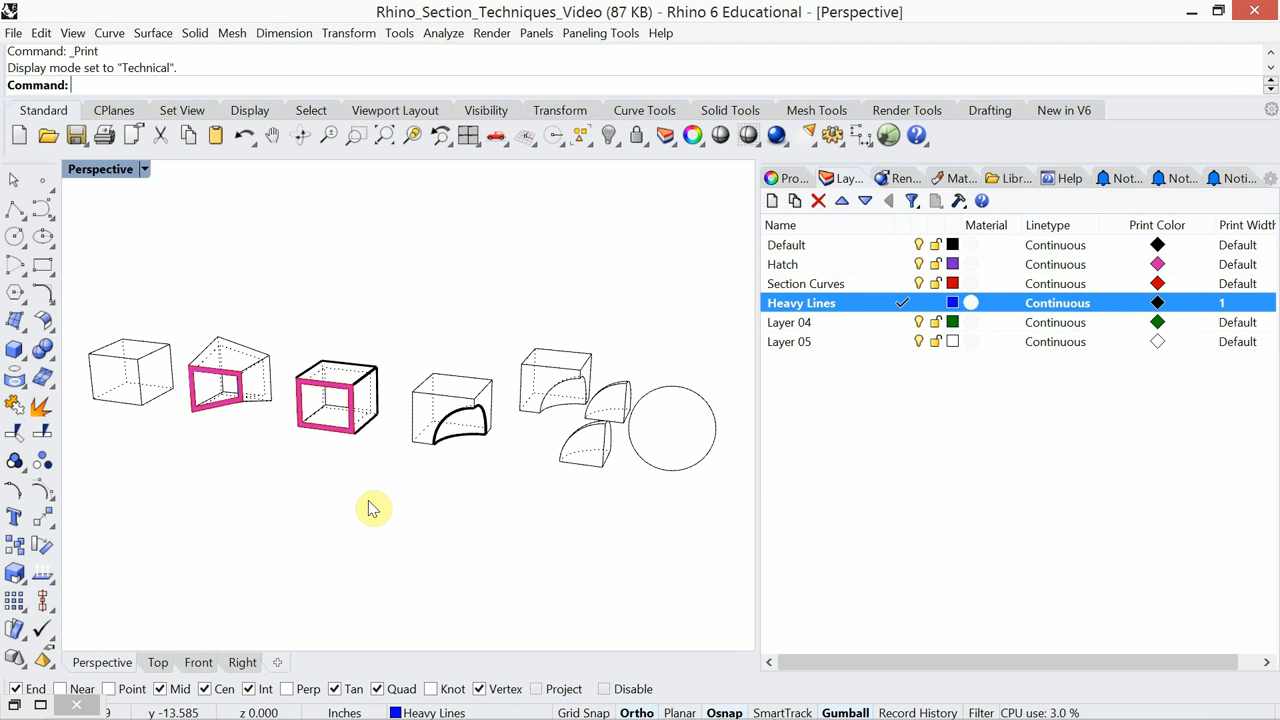 Rhino_Section_Techniques_Video (87 KB) - Rhino 6 Educational - [Perspective]
File Edit View Curve Surface Solid Mesh Dimension Transform Tools Analyze Render Panels Paneling Tools Help
Command: _Print
Display mode set to "Technical".
Command:
Standard CPlanes Set View Display Select Viewport Layout Visibility Transform Curve Tools Solid Tools Mesh Tools Render Tools Drafting New in V6
Perspective
Pro... Lay... Ren... Mat... Libr... Help Not... Not... Noti...
Name Material Linetype Print Color Print Width
Default Continuous Default
Hatch Continuous Default
Section Curves Continuous Default
Heavy Lines Continuous 1
Layer 04 Continuous Default
Layer 05 Continuous Default
Perspective Top Front Right
End Near Point Mid Cen Int Perp Tan Quad Knot Vertex Project Disable
9 y -13.585 z 0.000 Inches Heavy Lines Grid Snap Ortho Planar Osnap SmartTrack Gumball Record History Filter CPU use: 3.0 %